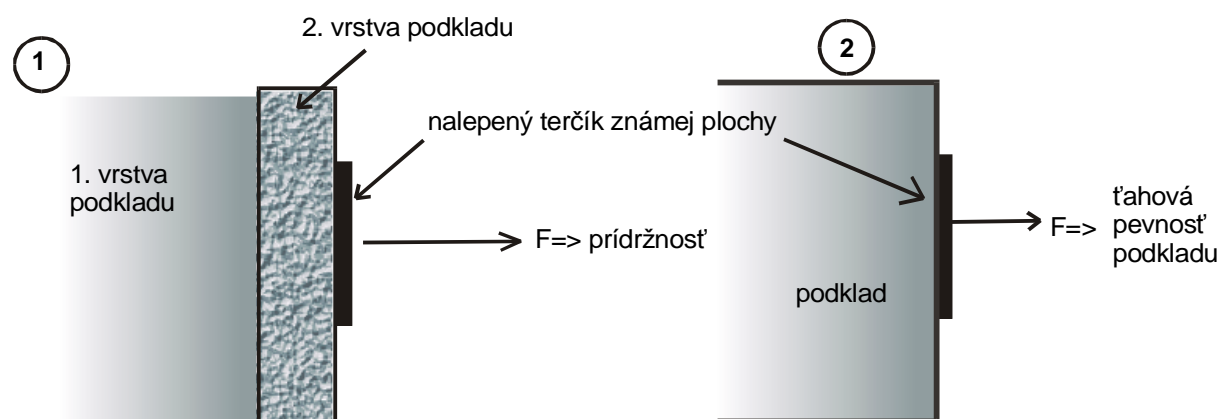 1
2. vrstva podkladu
2
nalepený terčík známej plochy
1. vrstva
podkladu
F=> prídržnosť
podklad
F=>
ťahová
pevnosť
podkladu